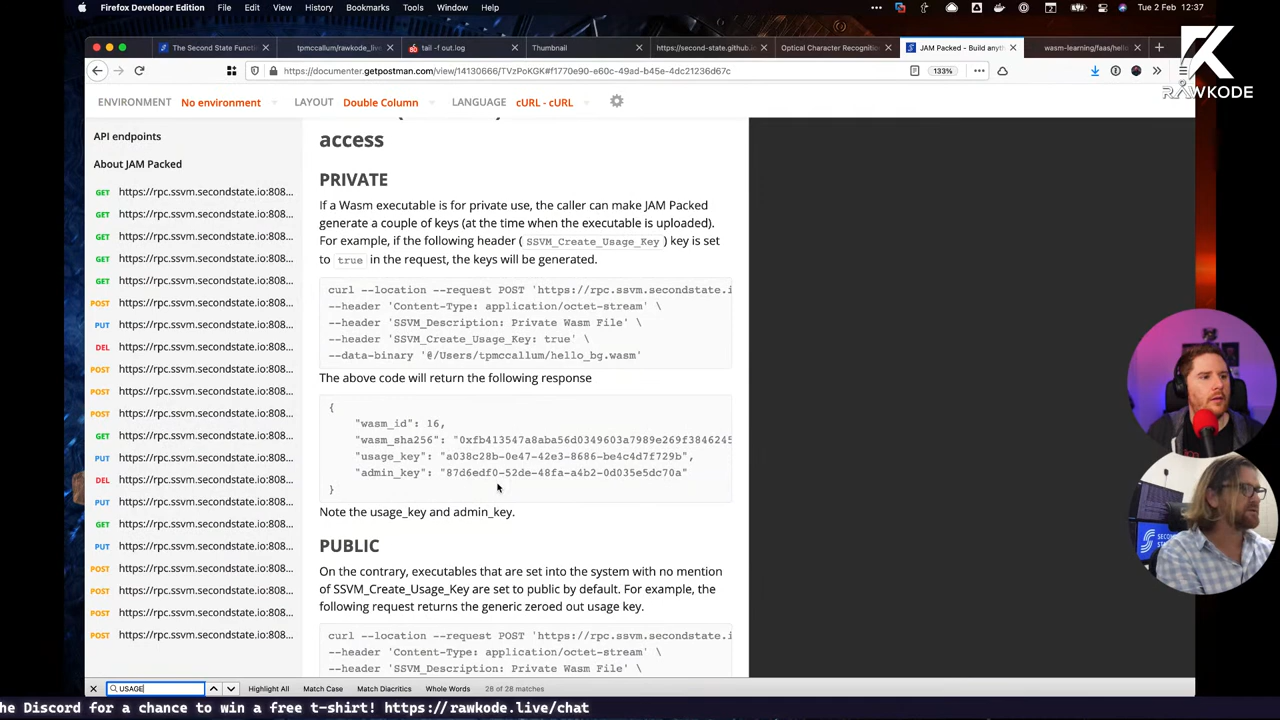 Firefox Developer Edition File Edit View History Bookmarks Tools Window Help
Tue 2 Feb 12:37
The Second State Functi
tpmccallum/rawkode_live
tail -f out.log
Thumbnail
https://second-state.github.in
Optical Character Recognition
JAM Packed - Build anyth
wasm-learning/faas/hello
https://documenter.getpostman.com/view/14130666/TVzPoKGK#f1770e90-e60c-49ad-b45e-4dc21236d67c
133%
RAWKODE
ENVIRONMENT No environment LAYOUT Double Column LANGUAGE cURL - cURL
API endpoints
About JAM Packed
GET https://rpc.ssvm.secondstate.io:808...
GET https://rpc.ssvm.secondstate.io:808...
GET https://rpc.ssvm.secondstate.io:808...
GET https://rpc.ssvm.secondstate.io:808...
GET https://rpc.ssvm.secondstate.io:808...
POST https://rpc.ssvm.secondstate.io:808...
PUT https://rpc.ssvm.secondstate.io:808...
DEL https://rpc.ssvm.secondstate.io:808...
POST https://rpc.ssvm.secondstate.io:808...
POST https://rpc.ssvm.secondstate.io:808...
POST https://rpc.ssvm.secondstate.io:808...
GET https://rpc.ssvm.secondstate.io:808...
POST https://rpc.ssvm.secondstate.io:808...
DEL https://rpc.ssvm.secondstate.io:808...
PUT https://rpc.ssvm.secondstate.io:808...
GET https://rpc.ssvm.secondstate.io:808...
PUT https://rpc.ssvm.secondstate.io:808...
POST https://rpc.ssvm.secondstate.io:808...
POST https://rpc.ssvm.secondstate.io:808...
POST https://rpc.ssvm.secondstate.io:808...
POST https://rpc.ssvm.secondstate.io:808...
access
PRIVATE
If a Wasm executable is for private use, the caller can make JAM Packed
generate a couple of keys (at the time when the executable is uploaded).
For example, if the following header ( SSVM_Create_Usage_Key ) key is set
to true in the request, the keys will be generated.
curl --location --request POST 'https://rpc.ssvm.secondstate.i
--header 'Content-Type: application/octet-stream' \
--header 'SSVM_Description: Private Wasm File' \
--header 'SSVM_Create_Usage_Key: true' \
--data-binary '@/Users/tpmccallum/hello_bg.wasm'
The above code will return the following response
{
"wasm_id": 16,
"wasm_sha256": "0xfb413547a8aba56d0349603a7989e269f3846245
"usage_key": "a038c28b-0e47-42e3-8686-be4c4d7f729b",
"admin_key": "87d6edf0-52de-48fa-a4b2-0d035e5dc70a"
}
Note the usage_key and admin_key.
PUBLIC
On the contrary, executables that are set into the system with no mention
of SSVM_Create_Usage_Key are set to public by default. For example, the
following request returns the generic zeroed out usage key.
curl --location --request POST 'https://rpc.ssvm.secondstate.i
--header 'Content-Type: application/octet-stream' \
--header 'SSVM_Description: Private Wasm File' \
USAGE
Highlight All Match Case Match Diacritics Whole Words 28 of 28 matches
he Discord for a chance to win a free t-shirt! https://rawkode.live/chat